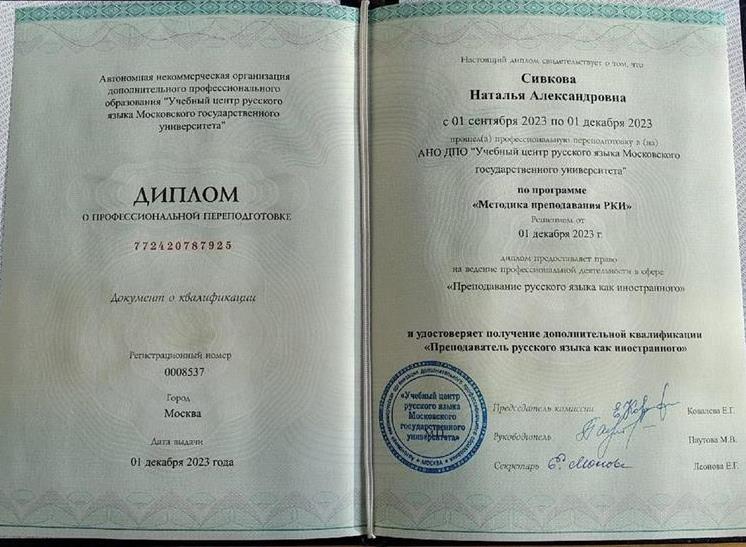 Автономная некоммерческая организация
дополнительного профессионального
образования "Учебный центр русского
языка Московского государственного
университета"
ДИПЛОМ
О ПРОФЕССИОНАЛЬНОЙ ПЕРЕПОДГОТОВКЕ
772420787925
Документ о квалификации
Регистрационный номер
0008537
Город
Москва
Дата выдачи
01 декабря 2023 года
Настоящий диплом свидетельствует о том, что
Сивкова
Наталья Александровна
с 01 сентября 2023 по 01 декабря 2023
прошел(а) профессиональную переподготовку в (на)
АНО ДПО "Учебный центр русского языка Московского
государственного университета"
по программе
«Методика преподавания РКИ»
Решением от
01 декабря 2023 г.
диплом предоставляет право
на ведение профессиональной деятельности в сфере
«Преподавание русского языка как иностранного»
и удостоверяет получение дополнительной квалификации
«Преподаватель русского языка как иностранного»
«Учебный центр
русского языка
Московского
государственного
университета»
МОСКВА
Председатель комиссии
Ковалева Е.Г.
Руководитель
Паутова М.В.
Секретарь
Леонова Е.Г.